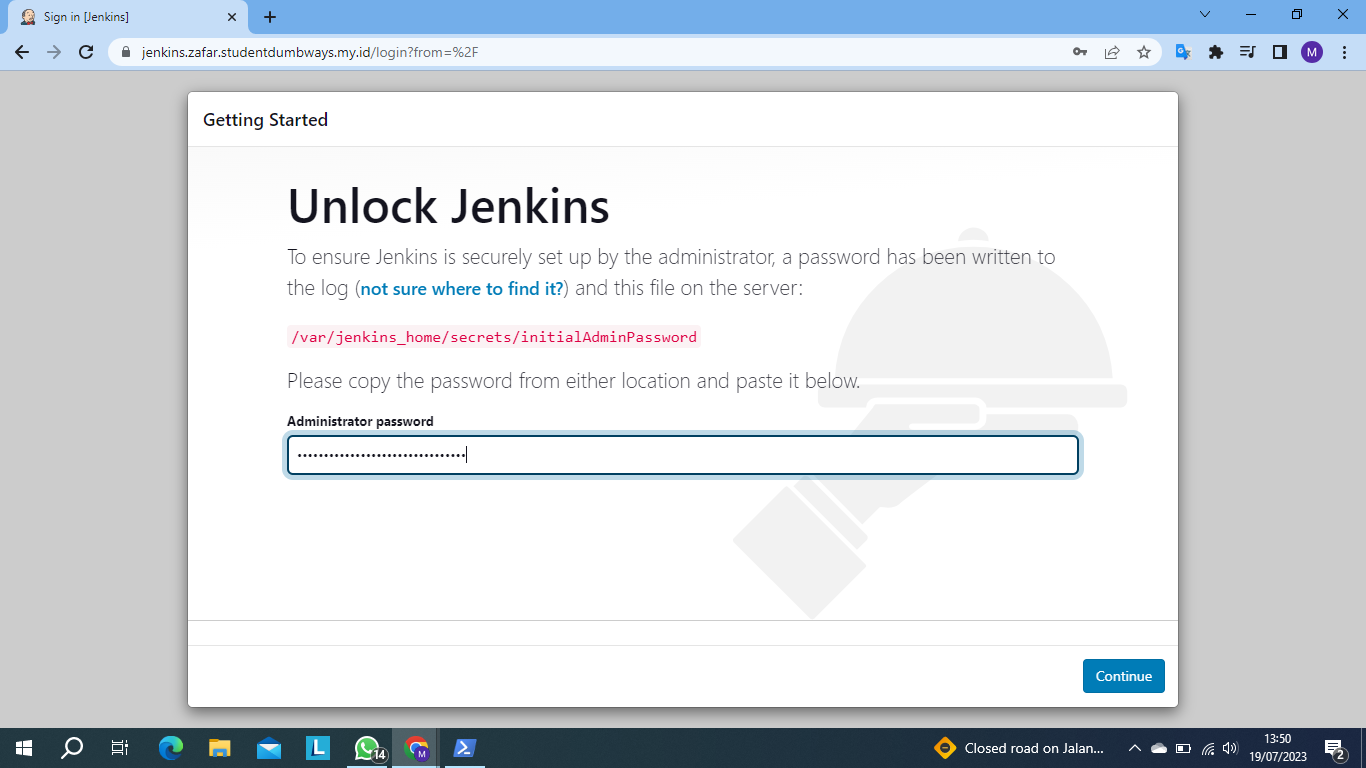 Sign in [Jenkins]
jenkins.zafar.studentdumbways.my.id/login?from=%2F
M
Getting Started
Unlock Jenkins
To ensure Jenkins is securely set up by the administrator, a password has been written to
the log (not sure where to find it?) and this file on the server:
/var/jenkins_home/secrets/initialAdminPassword
Please copy the password from either location and paste it below.
Administrator password
••••••••••••••••••••••••••••••••
Continue
L
14
M
Closed road on Jalan...
13:50
19/07/2023
2